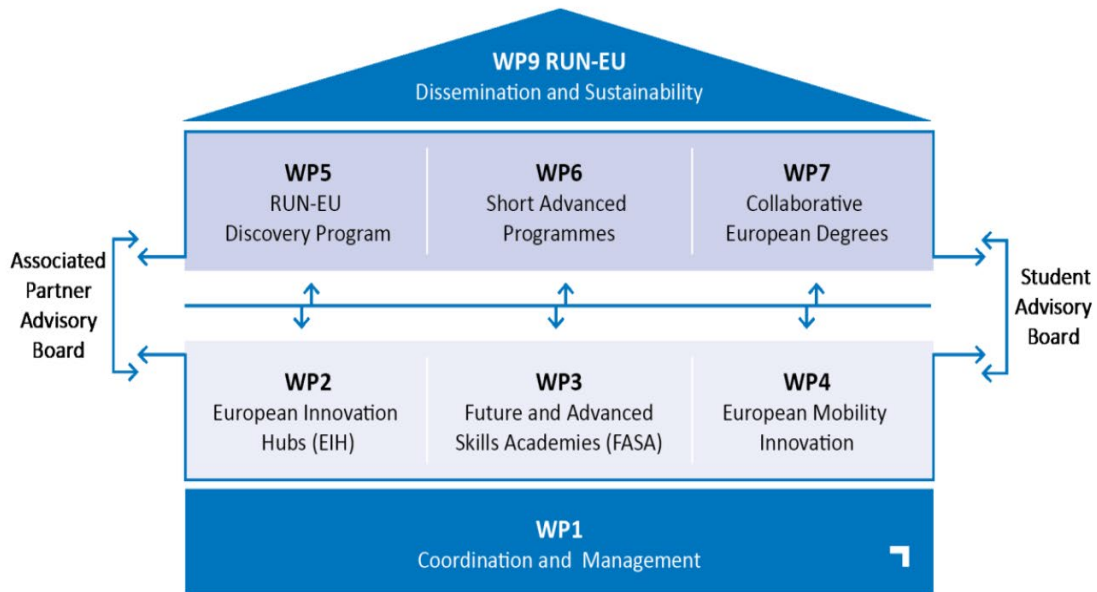 WP9 RUN-EU
Dissemination and Sustainability
WP5
RUN-EU
Discovery Program
WP6
Short Advanced
Programmes
WP7
Collaborative
European Degrees
Associated
Partner
Advisory
Board
Student
Advisory
Board
WP2
European Innovation
Hubs (EIH)
WP3
Future and Advanced
Skills Academies (FASA)
WP4
European Mobility
Innovation
WP1
Coordination and Management